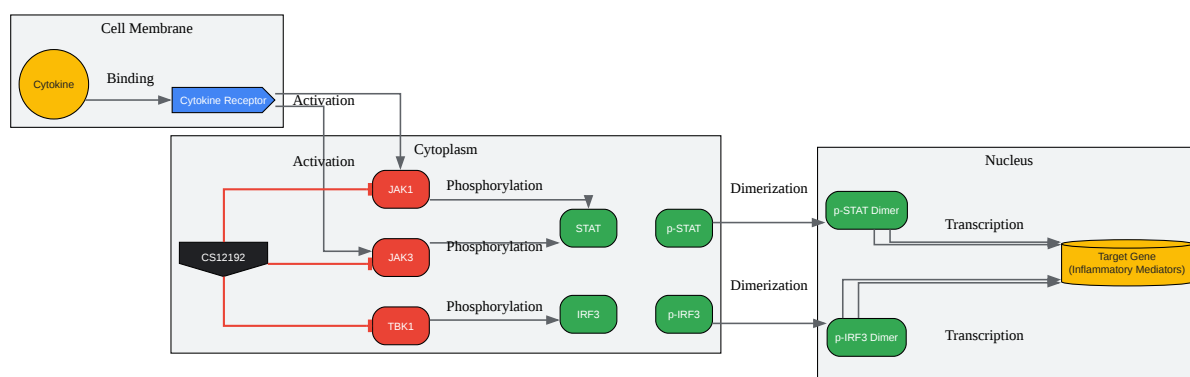 Cell Membrane
Cytokine
Binding
Cytokine Receptor
Activation
Activation
Cytoplasm
JAK1
Phosphorylation
STAT
p-STAT
CS12192
JAK3
Phosphorylation
TBK1
Phosphorylation
IRF3
p-IRF3
Dimerization
Dimerization
Nucleus
p-STAT Dimer
Transcription
Target Gene
(Inflammatory Mediators)
p-IRF3 Dimer
Transcription